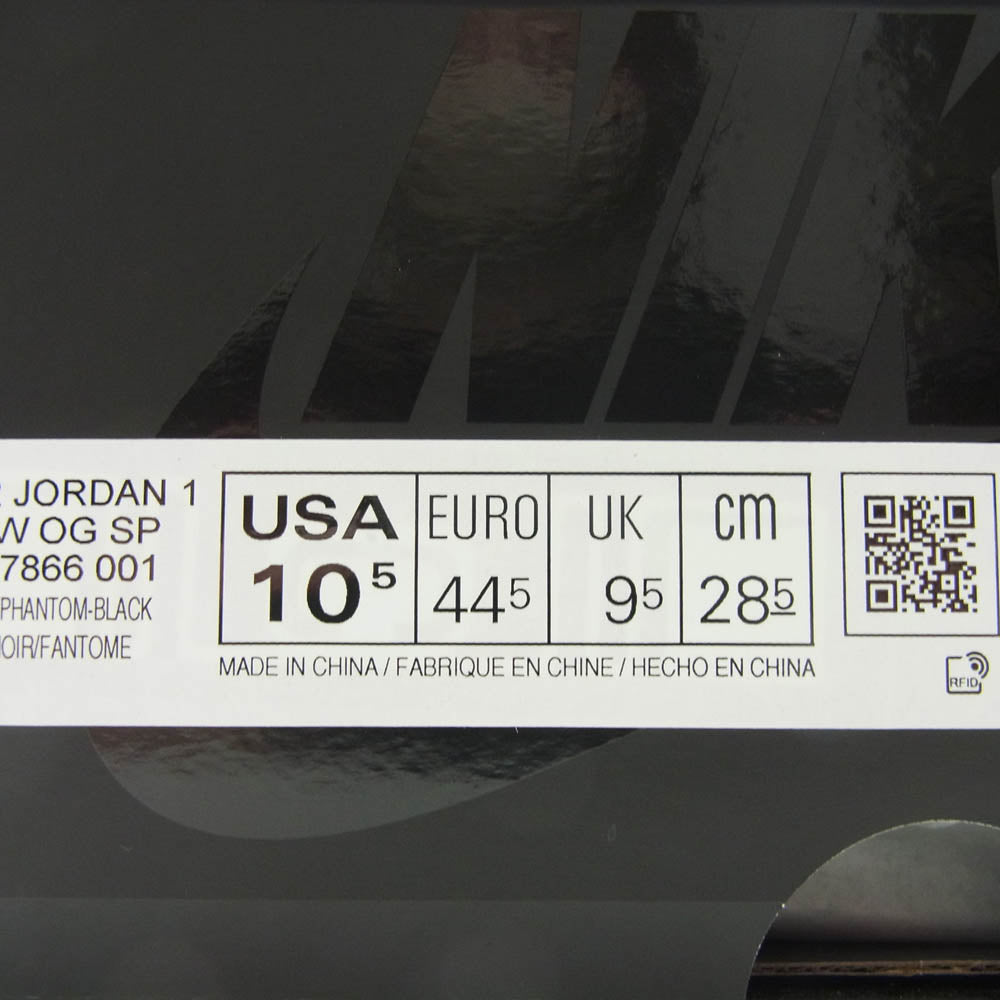 JORDAN 1
W OG SP
7866 001
PHANTOM-BLACK
OIR/FANTOME
USA EURO UK cm
10⁵ 44⁵ 9⁵ 28⁵
MADE IN CHINA / FABRIQUE EN CHINE / HECHO EN CHINA
RFID